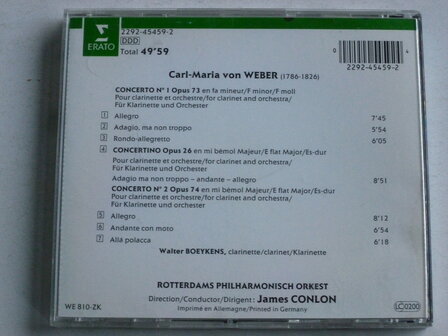 ERATO
2292-45459-2
DDD
Total 49'59
0 4
2292-45459-2
Carl-Maria von WEBER (1786-1826)
CONCERTO N° 1 Opus 73 en fa mineur/F minor/F moll
Pour clarinette et orchestre/for clarinet and orchestra/
Für Klarinette und Orchester
1 Allegro 7'45
2 Adagio, ma non troppo 5'54
3 Rondo-allegretto 6'05
4 CONCERTINO Opus 26 en mi bémol Majeur/E flat Major/Es-dur
Pour clarinette et orchestre/for clarinet and orchestra/
Für Klarinette und Orchester
Adagio ma non troppo – andante – allegro 8'51
CONCERTO N° 2 Opus 74 en mi bémol Majeur/E flat Major/Es-dur
Pour clarinette et orchestre/for clarinet and orchestra/
Für Klarinette und Orchester
5 Allegro 8'12
6 Andante con moto 6'54
7 Allá polacca 6'18
Walter BOEYKENS, clarinette/clarinet/Klarinette
ROTTERDAMS PHILHARMONISCH ORKEST
Direction/Conductor/Dirigent : James CONLON
WE 810-ZK
Imprimé en Allemagne/Printed in Germany
LC 0200